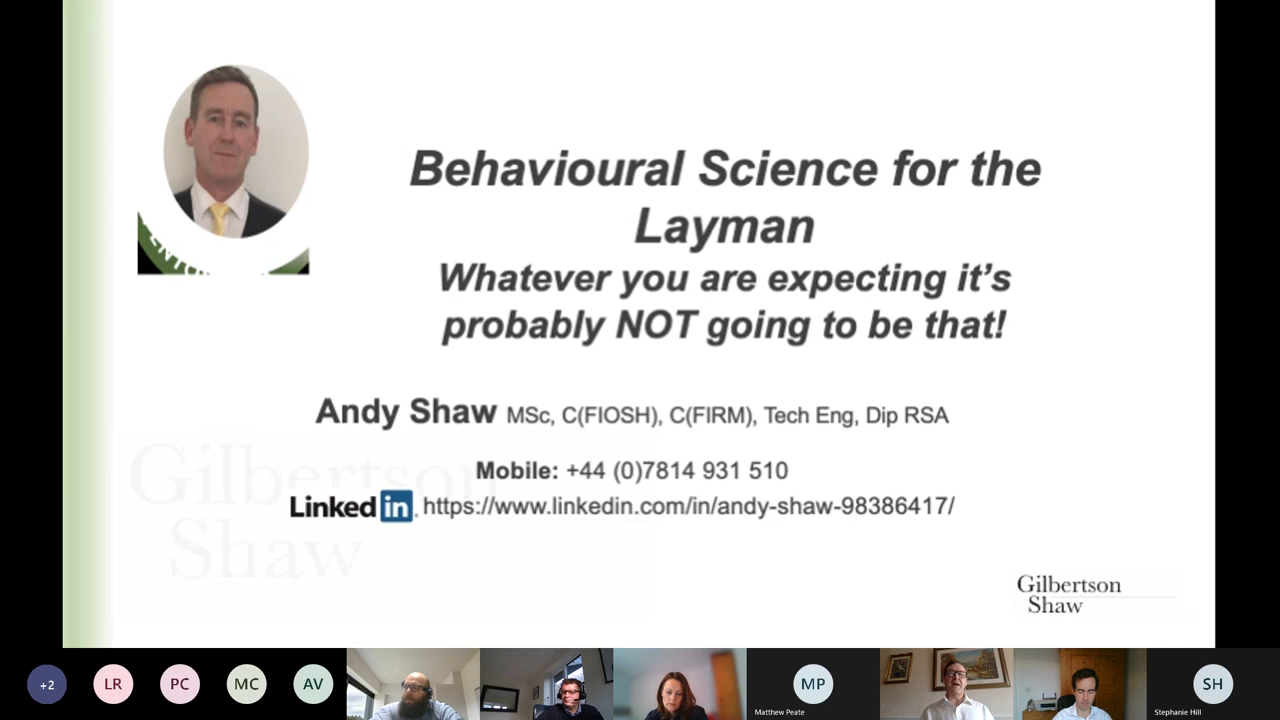 Behavioural Science for the
Layman
Whatever you are expecting it's
probably NOT going to be that!
Andy Shaw MSc, C(FIOSH), C(FIRM), Tech Eng, Dip RSA
Mobile: +44 (0)7814 931 510
Linked in https://www.linkedin.com/in/andy-shaw-98386417/
Gilbertson
Shaw
Gilbertson
Shaw
+2
LR
PC
MC
AV
MP
Matthew Peate
SH
Stephanie Hill